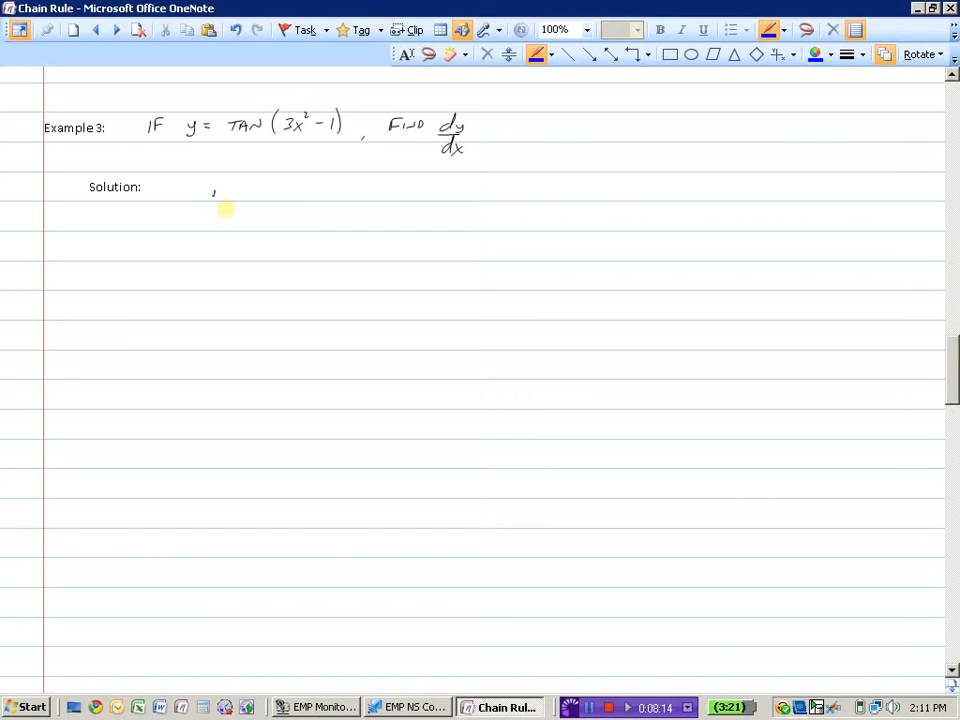 Chain Rule - Microsoft Office OneNote
Task Tag Clip 100% B I U
A Rotate
Example 3: IF y = TAN (3x² - 1), FIND dy/dx
Solution:
Start EMP Monito... EMP NS Co... Chain Rul... 0:08:14 (3:21) 2:11 PM